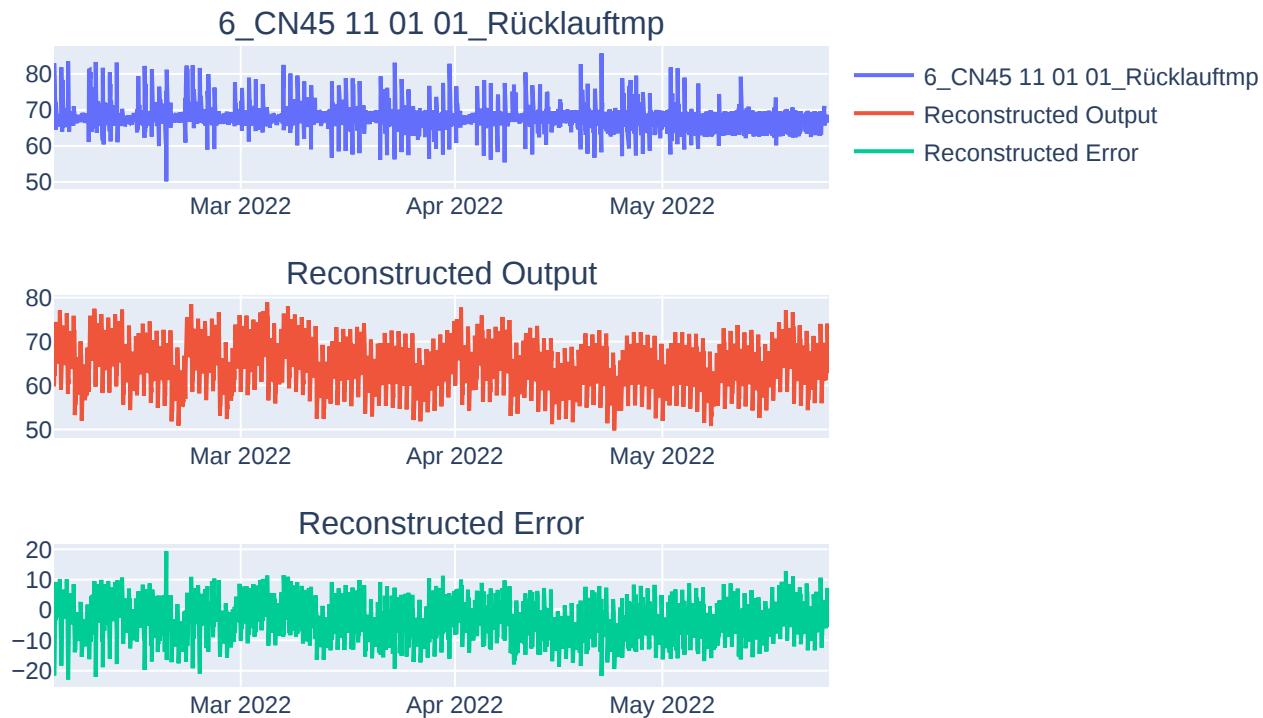 6_CN45 11 01 01_Rücklauftmp
80
70
60
50
Mar 2022 Apr 2022 May 2022
6_CN45 11 01 01_Rücklauftmp
Reconstructed Output
Reconstructed Error
Reconstructed Output
80
70
60
50
Mar 2022 Apr 2022 May 2022
Reconstructed Error
20
10
0
−10
−20
Mar 2022 Apr 2022 May 2022